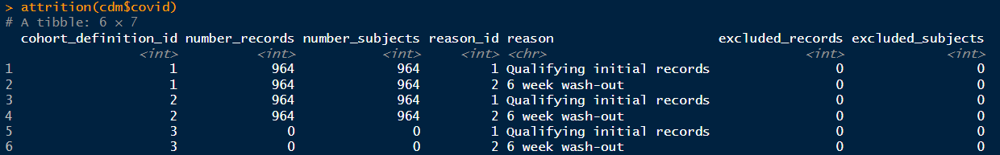 > attrition(cdm$covid)
# A tibble: 6 × 7
cohort_definition_id number_records number_subjects reason_id reason excluded_records excluded_subjects
<int> <int> <int> <int> <chr> <int> <int>
1 1 964 964 1 Qualifying initial records 0 0
2 1 964 964 2 6 week wash-out 0 0
3 2 964 964 1 Qualifying initial records 0 0
4 2 964 964 2 6 week wash-out 0 0
5 3 0 0 1 Qualifying initial records 0 0
6 3 0 0 2 6 week wash-out 0 0